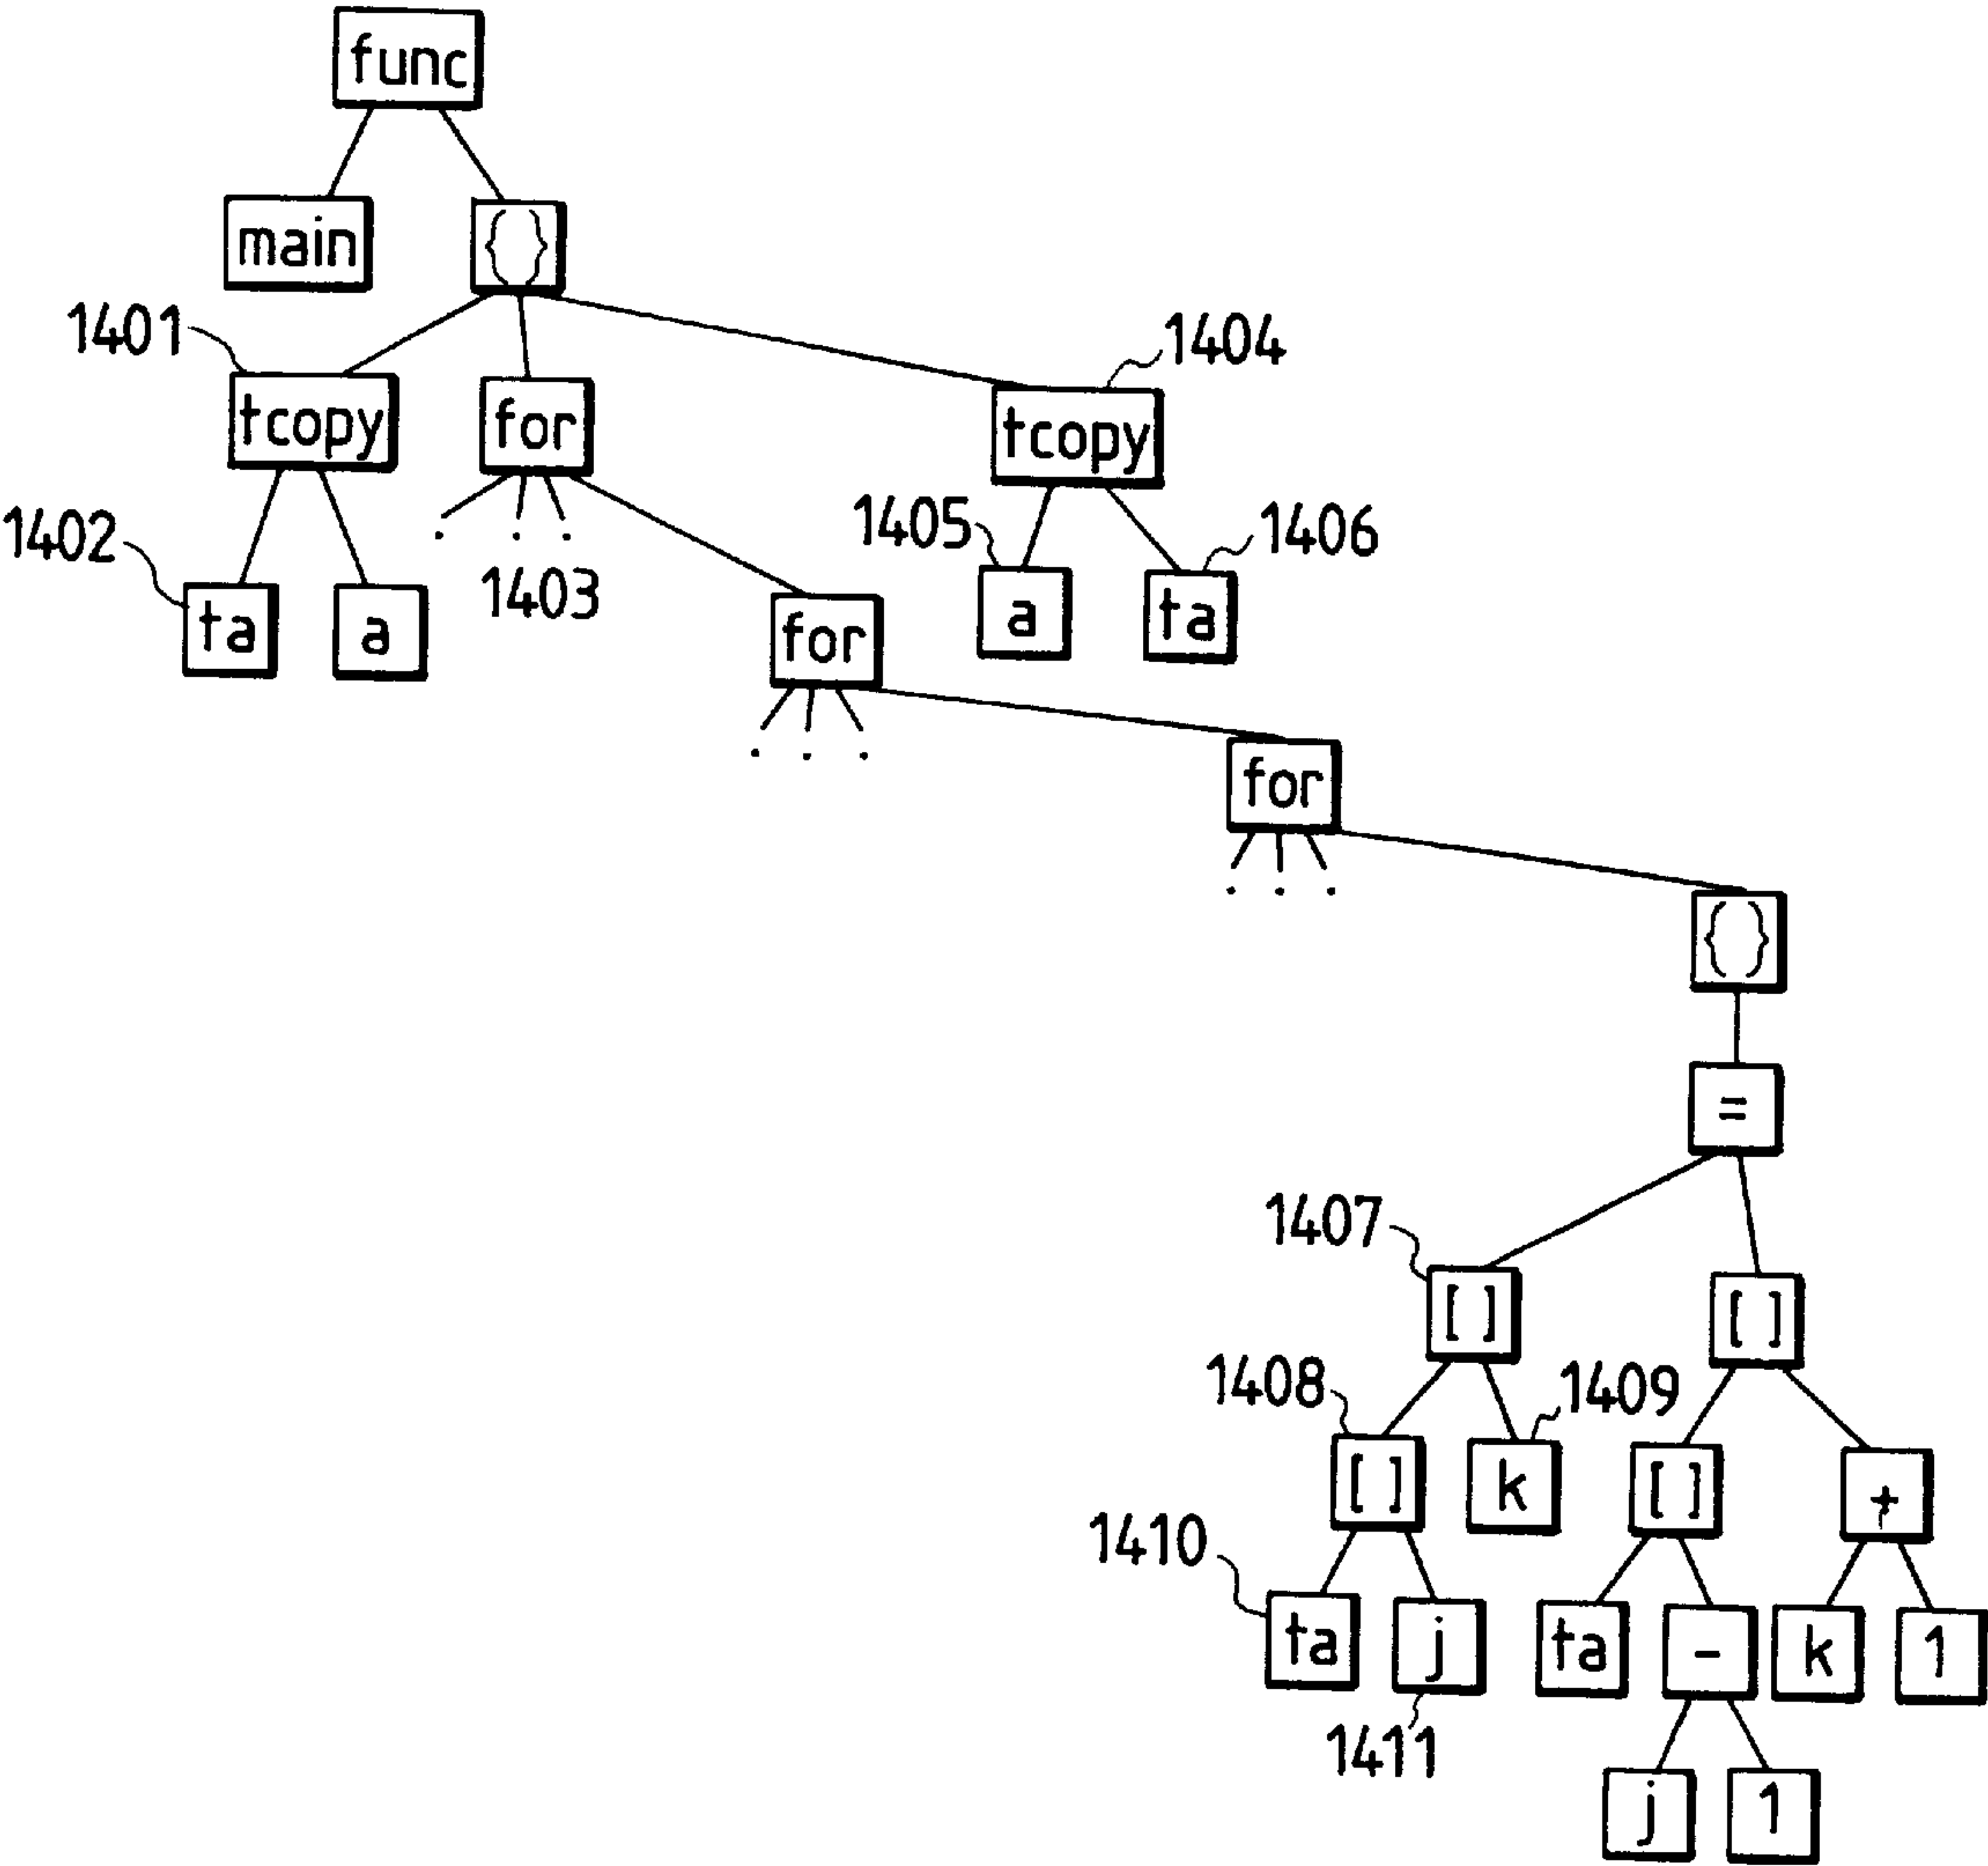 func
main { }
1401 1404
tcopy for tcopy
1402 1405 1406
ta a 1403 for a ta
. . .
for
. . .
{ }
=
1407
[ ] [ ]
1408 1409
[ ] k [ ] +
1410
ta j ta - k 1
1411
j 1